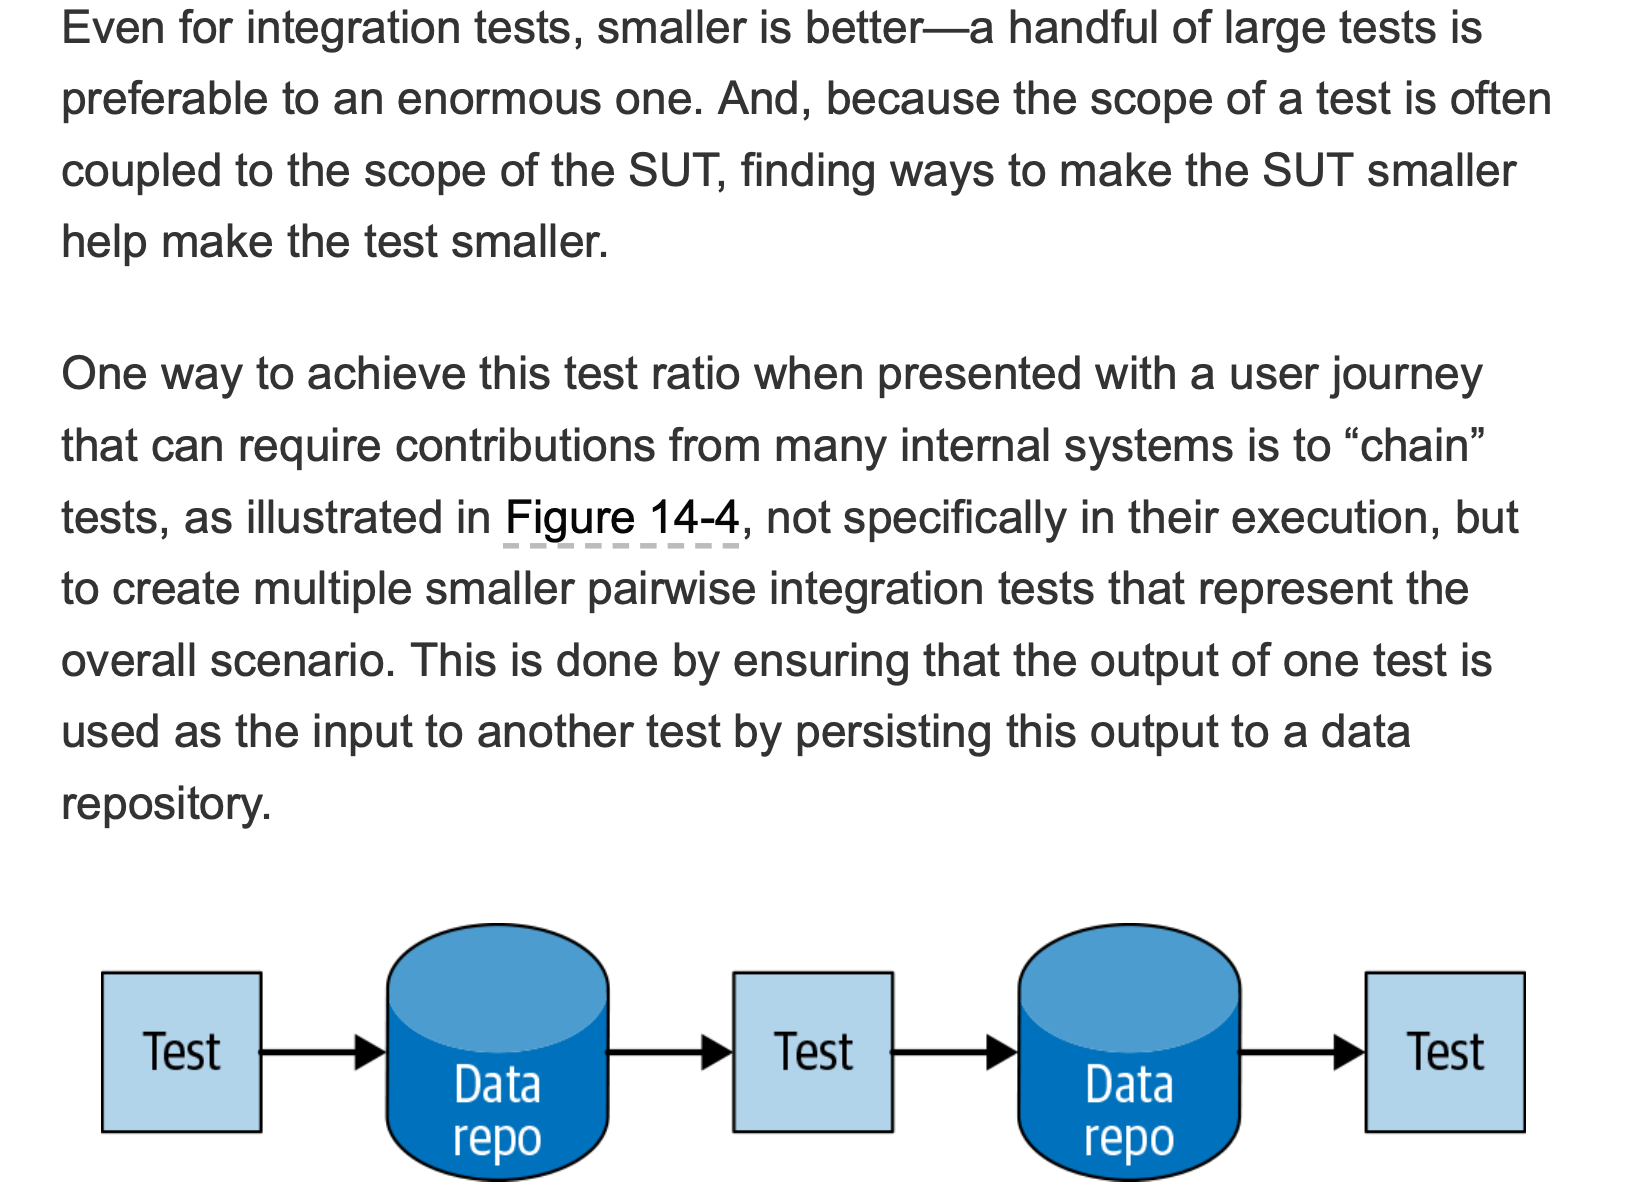 Even for integration tests, smaller is better—a handful of large tests is
preferable to an enormous one. And, because the scope of a test is often
coupled to the scope of the SUT, finding ways to make the SUT smaller
help make the test smaller.
One way to achieve this test ratio when presented with a user journey
that can require contributions from many internal systems is to “chain”
tests, as illustrated in Figure 14-4, not specifically in their execution, but
to create multiple smaller pairwise integration tests that represent the
overall scenario. This is done by ensuring that the output of one test is
used as the input to another test by persisting this output to a data
repository.
Test
Data
repo
Test
Data
repo
Test